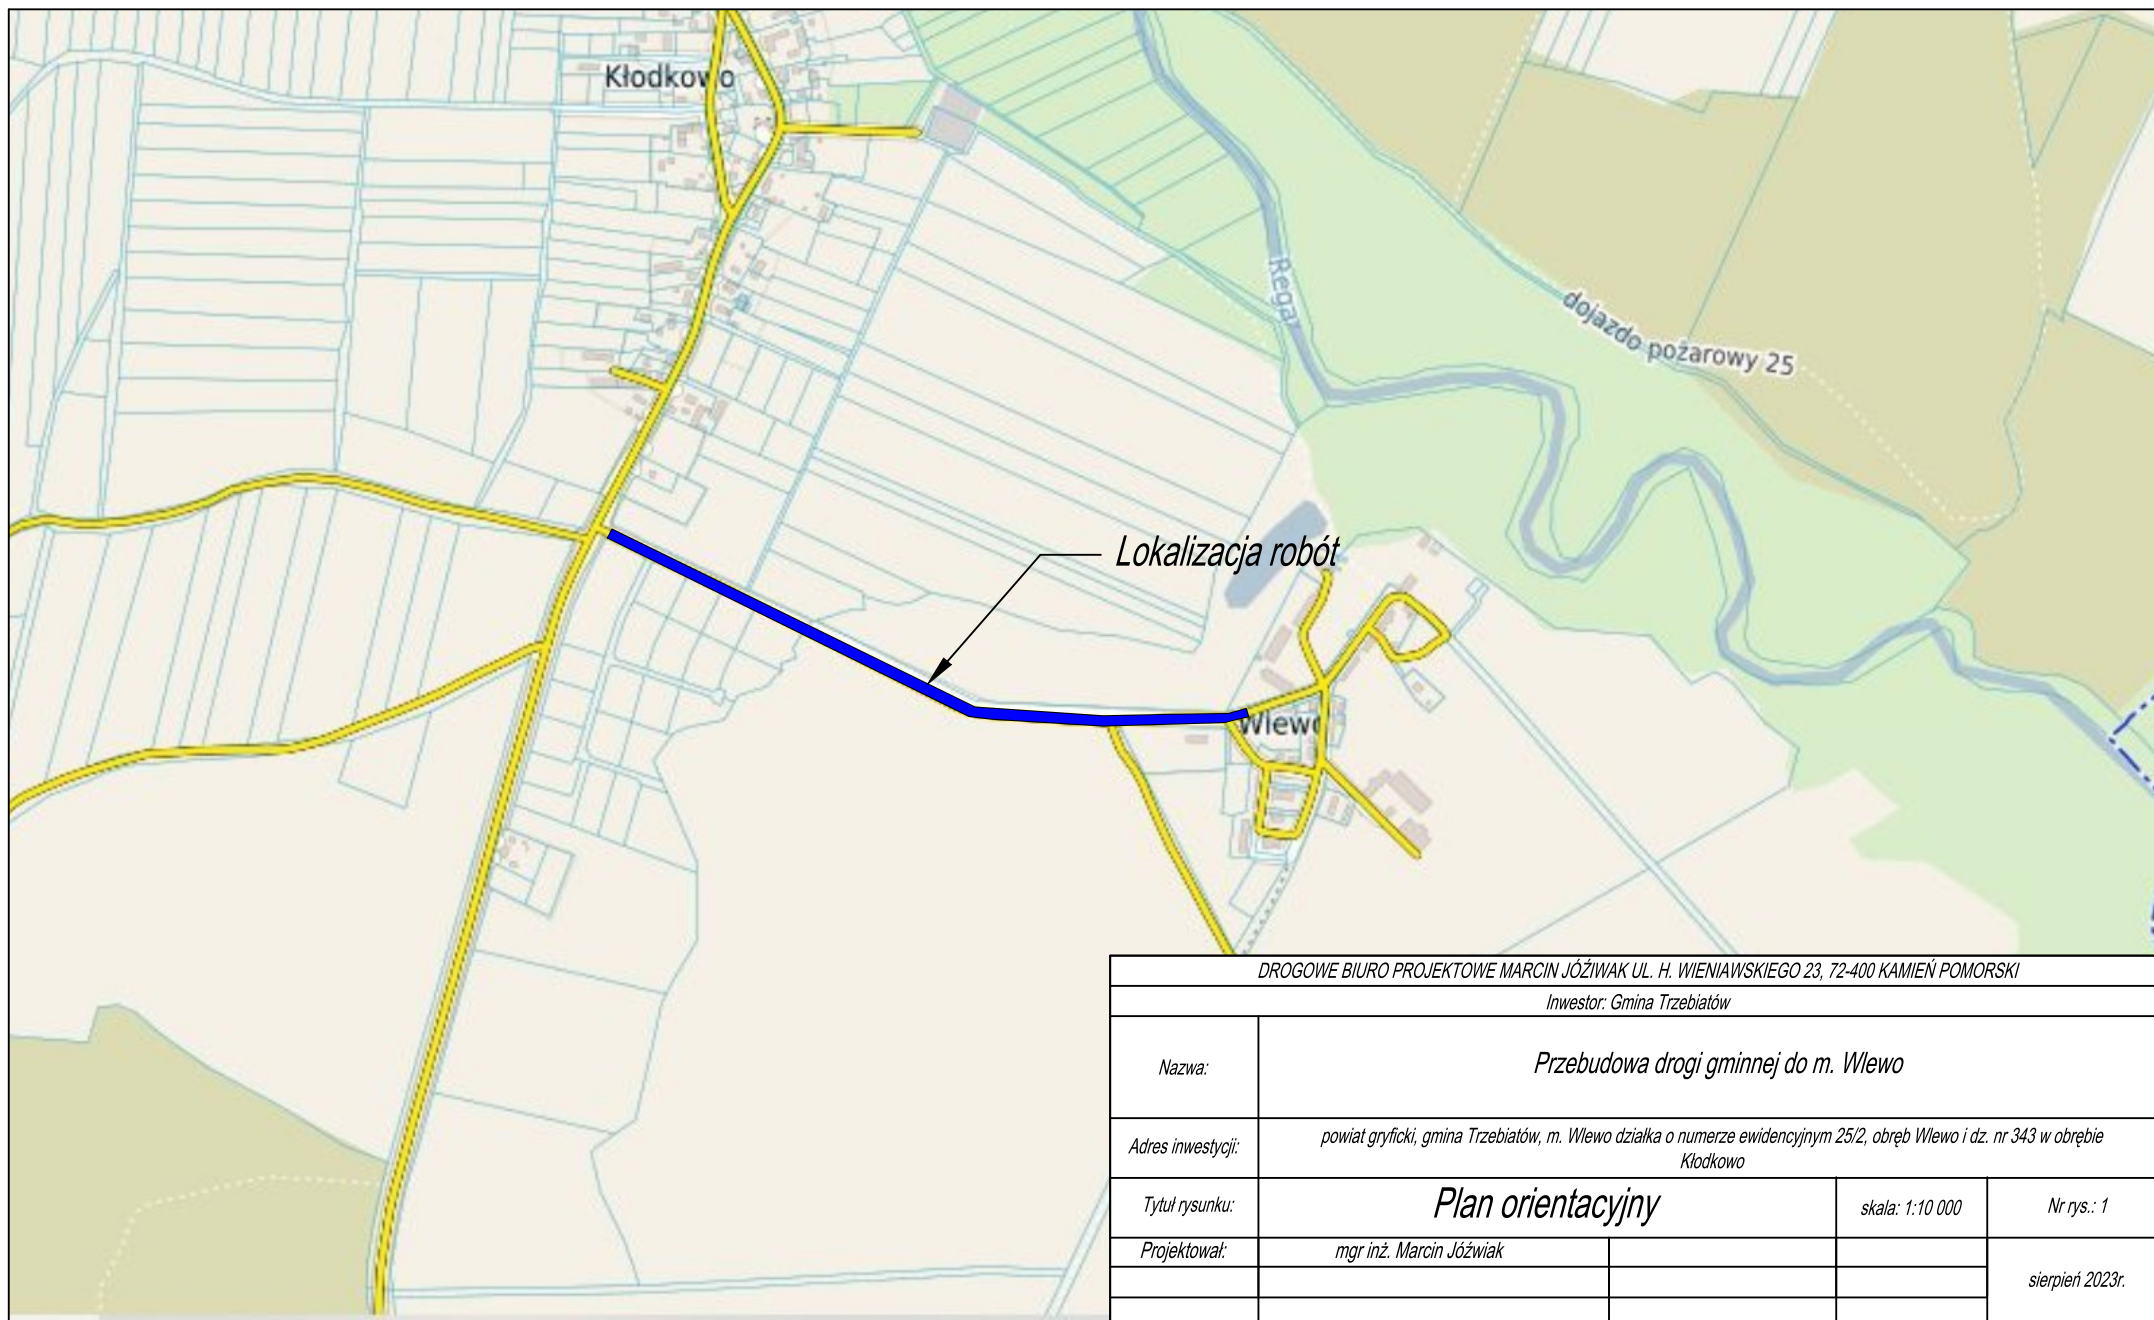 Kłodkowo
Rega
dojazdo pożarowy 25
Lokalizacja robót
Wlewo
DROGOWE BIURO PROJEKTOWE MARCIN JÓŹIWAK UL. H. WIENIAWSKIEGO 23, 72-400 KAMIEŃ POMORSKI
Inwestor: Gmina Trzebiatów
Nazwa:
Przebudowa drogi gminnej do m. Wlewo
Adres inwestycji:
powiat gryficki, gmina Trzebiatów, m. Wlewo działka o numerze ewidencyjnym 25/2, obręb Wlewo i dz. nr 343 w obrębie
Kłodkowo
Tytuł rysunku:
Plan orientacyjny
skala: 1:10 000
Nr rys.: 1
Projektował:
mgr inż. Marcin Jóźwiak
sierpień 2023r.